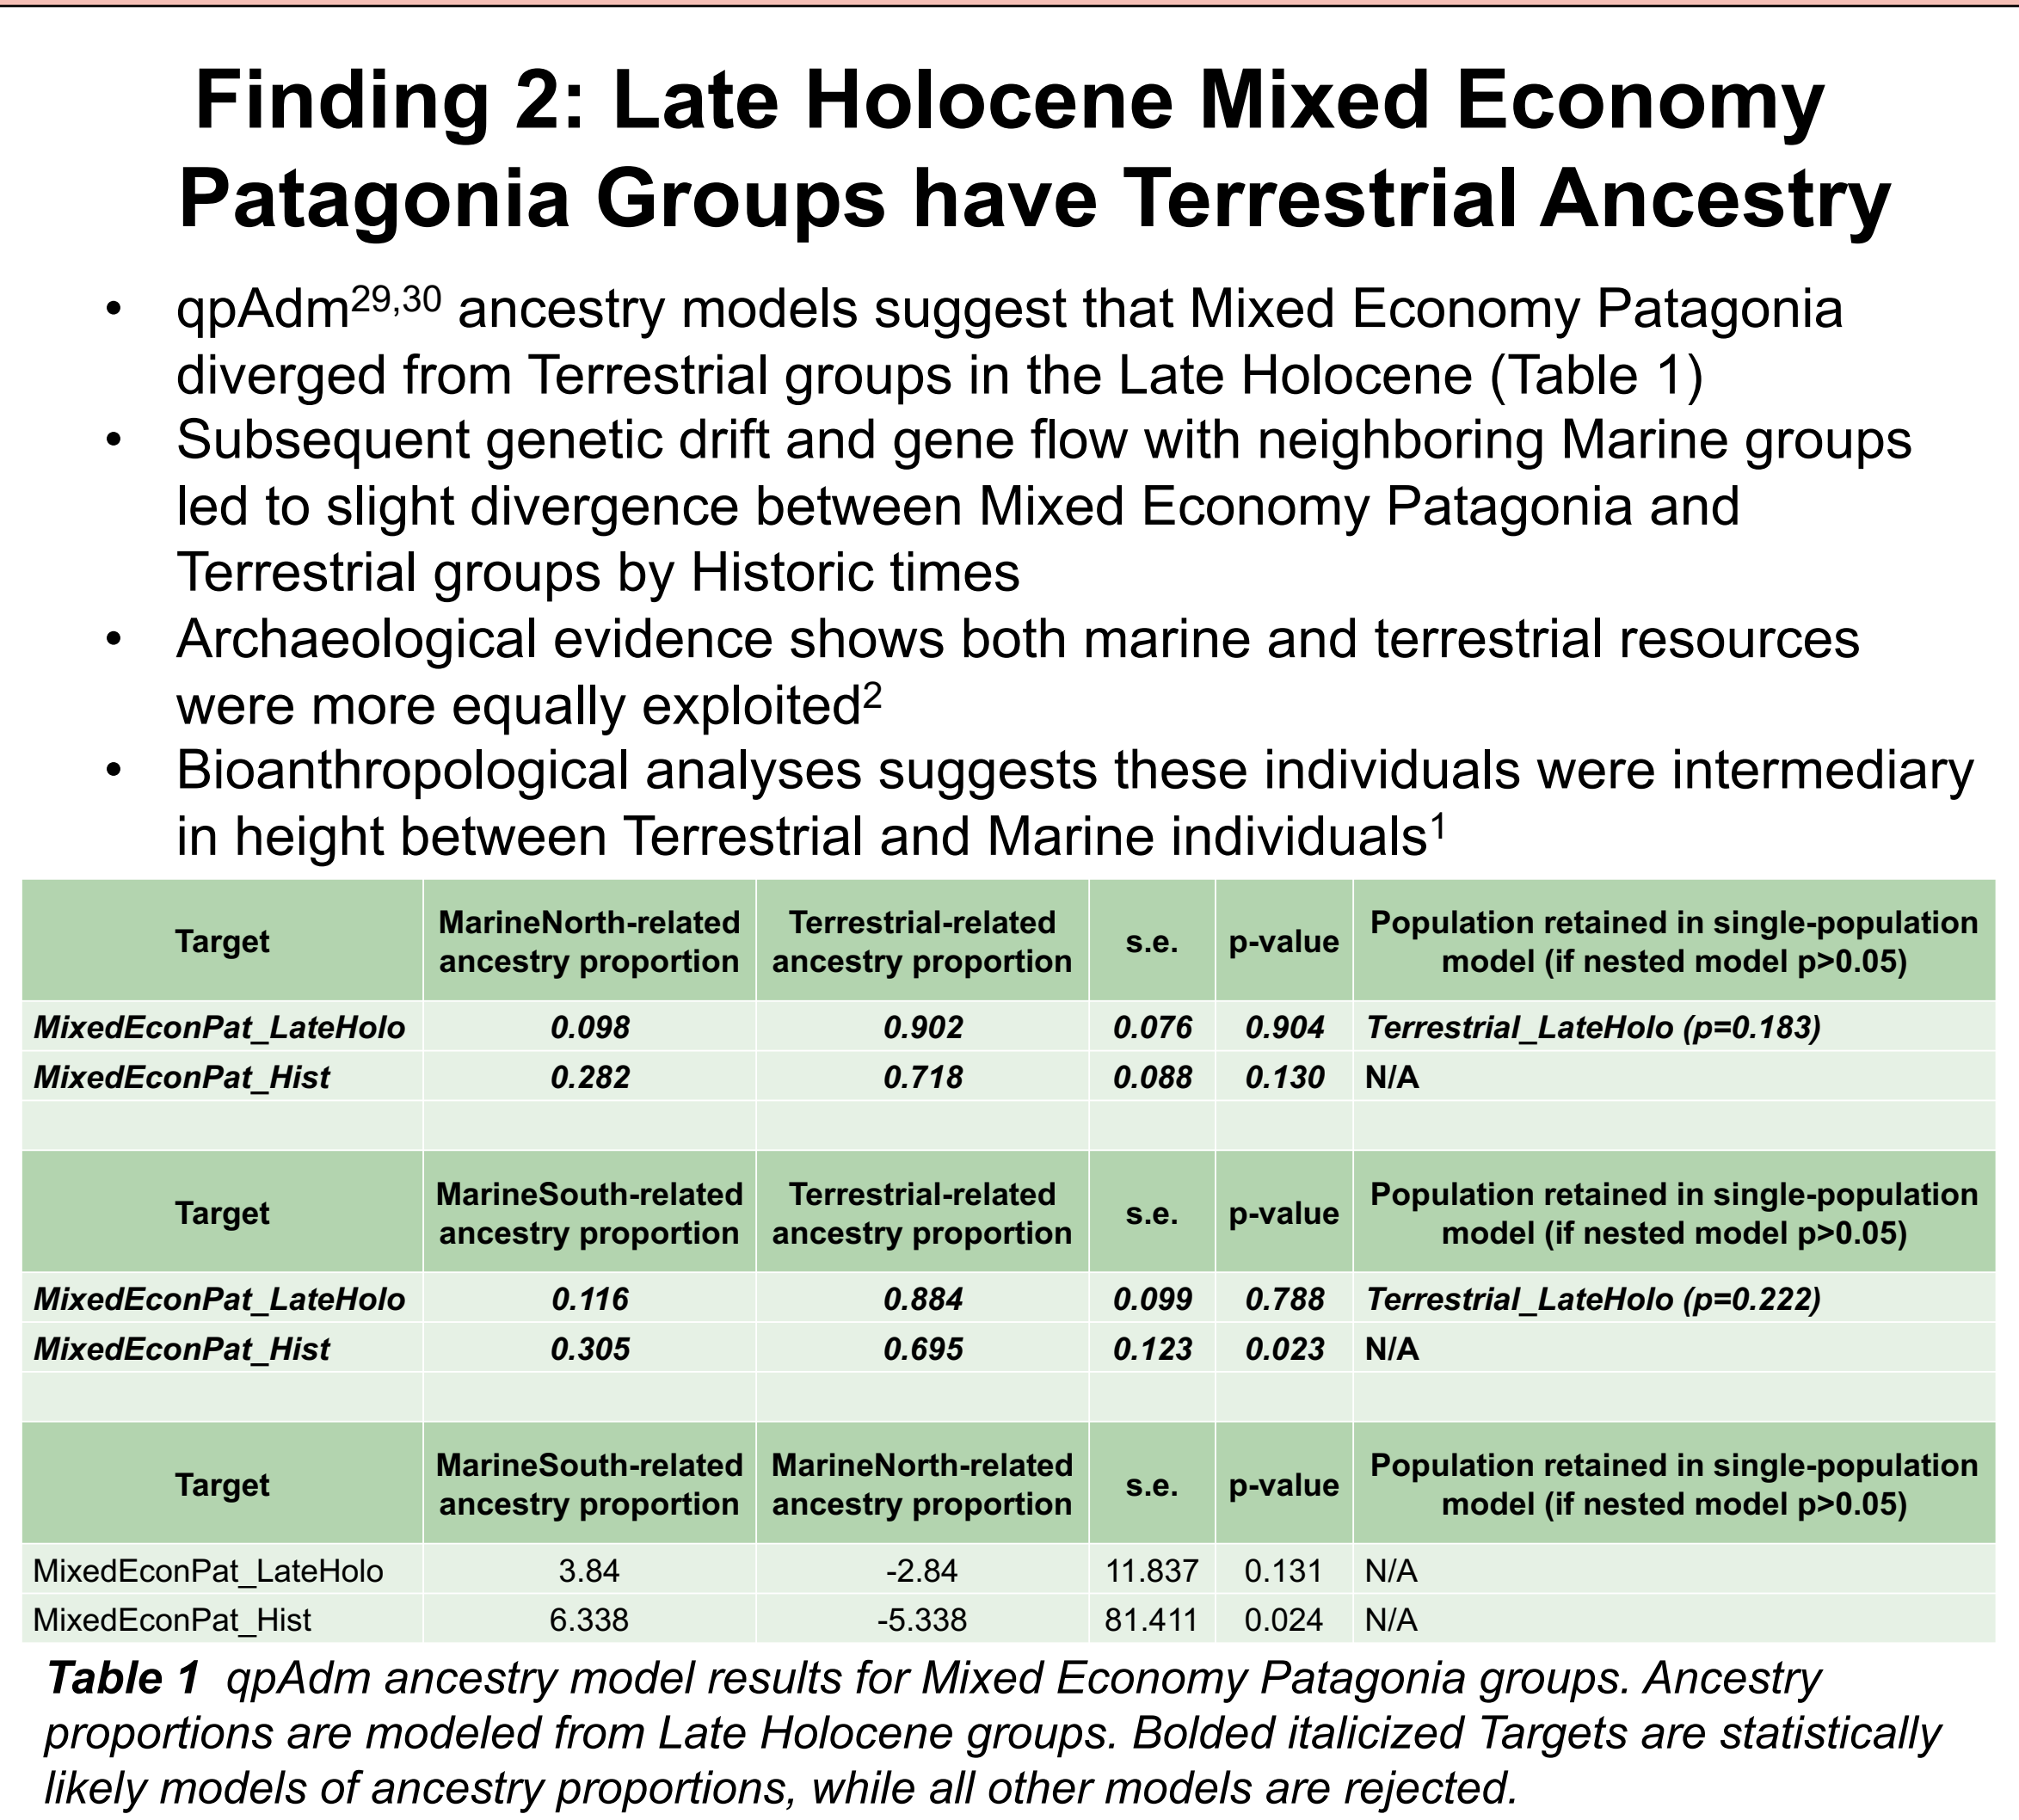 Finding 2: Late Holocene Mixed Economy
Patagonia Groups have Terrestrial Ancestry
• qpAdm29,30 ancestry models suggest that Mixed Economy Patagonia
diverged from Terrestrial groups in the Late Holocene (Table 1)
• Subsequent genetic drift and gene flow with neighboring Marine groups
led to slight divergence between Mixed Economy Patagonia and
Terrestrial groups by Historic times
• Archaeological evidence shows both marine and terrestrial resources
were more equally exploited2
• Bioanthropological analyses suggests these individuals were intermediary
in height between Terrestrial and Marine individuals1
Target MarineNorth-related ancestry proportion Terrestrial-related ancestry proportion s.e. p-value Population retained in single-population model (if nested model p>0.05)
MixedEconPat_LateHolo 0.098 0.902 0.076 0.904 Terrestrial_LateHolo (p=0.183)
MixedEconPat_Hist 0.282 0.718 0.088 0.130 N/A
Target MarineSouth-related ancestry proportion Terrestrial-related ancestry proportion s.e. p-value Population retained in single-population model (if nested model p>0.05)
MixedEconPat_LateHolo 0.116 0.884 0.099 0.788 Terrestrial_LateHolo (p=0.222)
MixedEconPat_Hist 0.305 0.695 0.123 0.023 N/A
Target MarineSouth-related ancestry proportion MarineNorth-related ancestry proportion s.e. p-value Population retained in single-population model (if nested model p>0.05)
MixedEconPat_LateHolo 3.84 -2.84 11.837 0.131 N/A
MixedEconPat_Hist 6.338 -5.338 81.411 0.024 N/A
Table 1 qpAdm ancestry model results for Mixed Economy Patagonia groups. Ancestry
proportions are modeled from Late Holocene groups. Bolded italicized Targets are statistically
likely models of ancestry proportions, while all other models are rejected.